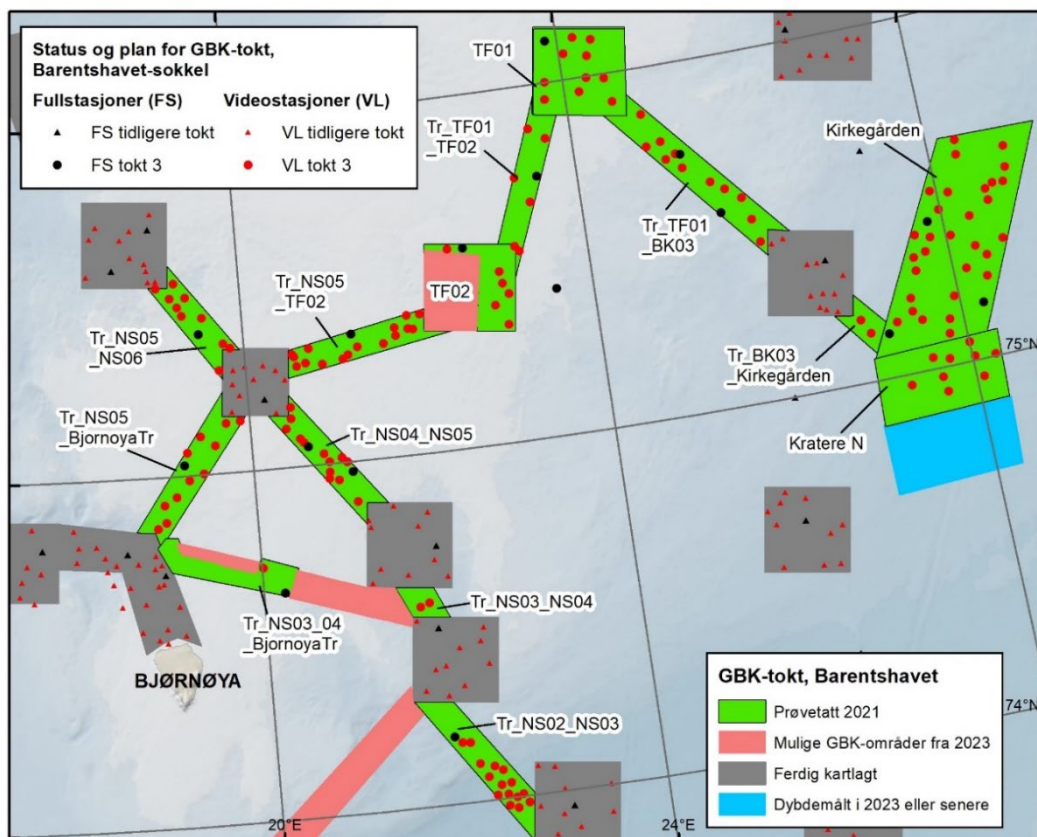 Status og plan for GBK-tokt,
Barentshavet-sokkel
Fullstasjoner (FS)
Videostasjoner (VL)
FS tidligere tokt
VL tidligere tokt
FS tokt 3
VL tokt 3
TF01
Tr_TF01
_TF02
Kirkegården
Tr_TF01
_BK03
Tr_NS05
_TF02
TF02
Tr_NS05
_NS06
75°N
Tr_BK03
_Kirkegården
Tr_NS05
_BjornoyaTr
Tr_NS04_NS05
Kratere N
Tr_NS03_NS04
Tr_NS03_04
_BjornoyaTr
BJØRNØYA
Tr_NS02_NS03
GBK-tokt, Barentshavet
Prøvetatt 2021
Mulige GBK-områder fra 2023
Ferdig kartlagt
Dybdemålt i 2023 eller senere
74°N
20°E
24°E